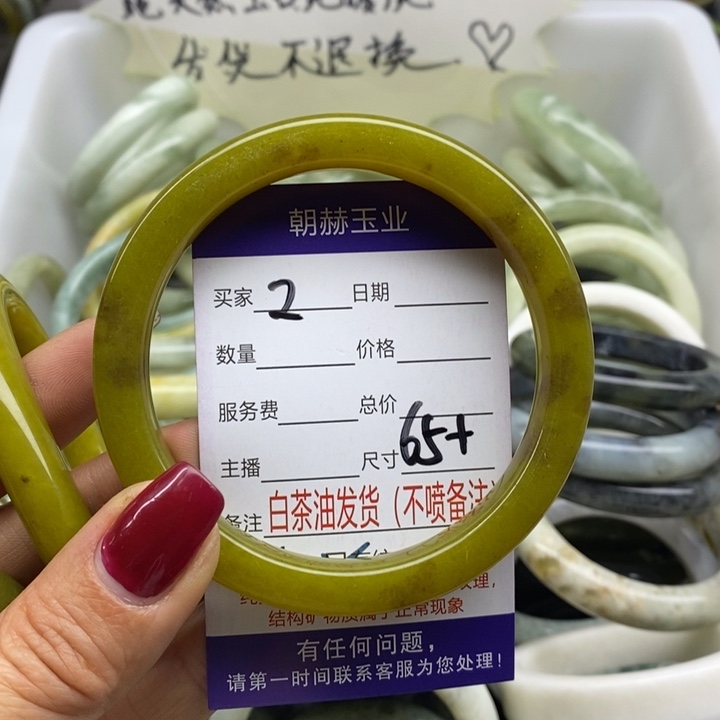 优惠不退换
朝赫玉业
买家 2 日期
数量 价格
服务费 总价
主播 尺寸 65+
备注 白茶油发货（不喷备注
结构矿物质属于正常现象
有任何问题，
请第一时间联系客服为您处理！